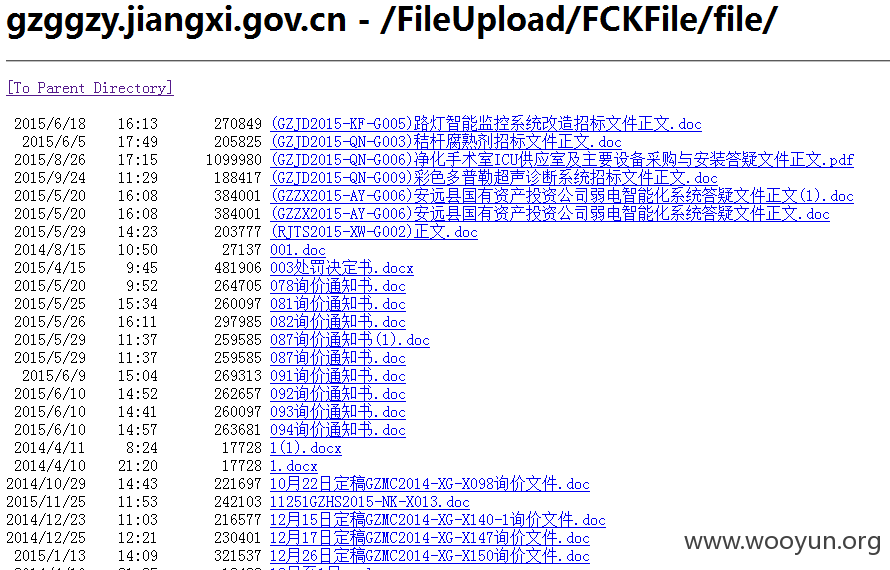 gzggzy.jiangxi.gov.cn - /FileUpload/FCKFile/file/
[To Parent Directory]
2015/6/18 16:13 270849 (GZJD2015-KF-G005)路灯智能监控系统改造招标文件正文.doc
2015/6/5 17:49 205825 (GZJD2015-QN-G003)秸秆腐熟剂招标文件正文.doc
2015/8/26 17:15 1099980 (GZJD2015-QN-G006)净化手术室ICU供应室及主要设备采购与安装答疑文件正文.pdf
2015/9/24 11:29 188417 (GZJD2015-QN-G009)彩色多普勒超声诊断系统招标文件正文.doc
2015/5/20 16:08 384001 (GZZX2015-AY-G006)安远县国有资产投资公司弱电智能化系统答疑文件正文(1).doc
2015/5/20 16:08 384001 (GZZX2015-AY-G006)安远县国有资产投资公司弱电智能化系统答疑文件正文.doc
2015/5/29 14:23 203777 (RJTS2015-XW-G002)正文.doc
2014/8/15 10:50 27137 001.doc
2015/4/15 9:45 481906 003处罚决定书.docx
2015/5/20 9:52 264705 078询价通知书.doc
2015/5/25 15:34 260097 081询价通知书.doc
2015/5/26 16:11 297985 082询价通知书.doc
2015/5/29 11:37 259585 087询价通知书(1).doc
2015/5/29 11:37 259585 087询价通知书.doc
2015/6/9 15:04 269313 091询价通知书.doc
2015/6/10 14:52 262657 092询价通知书.doc
2015/6/10 14:41 260097 093询价通知书.doc
2015/6/10 14:57 263681 094询价通知书.doc
2014/4/11 8:24 17728 1(1).docx
2014/4/10 21:20 17728 1.docx
2014/10/29 14:43 221697 10月22日定稿GZMC2014-XG-X098询价文件.doc
2015/11/25 11:53 242103 11251GZHS2015-NK-X013.doc
2014/12/23 11:03 216577 12月15日定稿GZMC2014-XG-X140-1询价文件.doc
2014/12/25 12:21 230401 12月17日定稿GZMC2014-XG-X147询价文件.doc
2015/1/13 14:09 321537 12月26日定稿GZMC2014-XG-X150询价文件.doc
www.wooyun.org